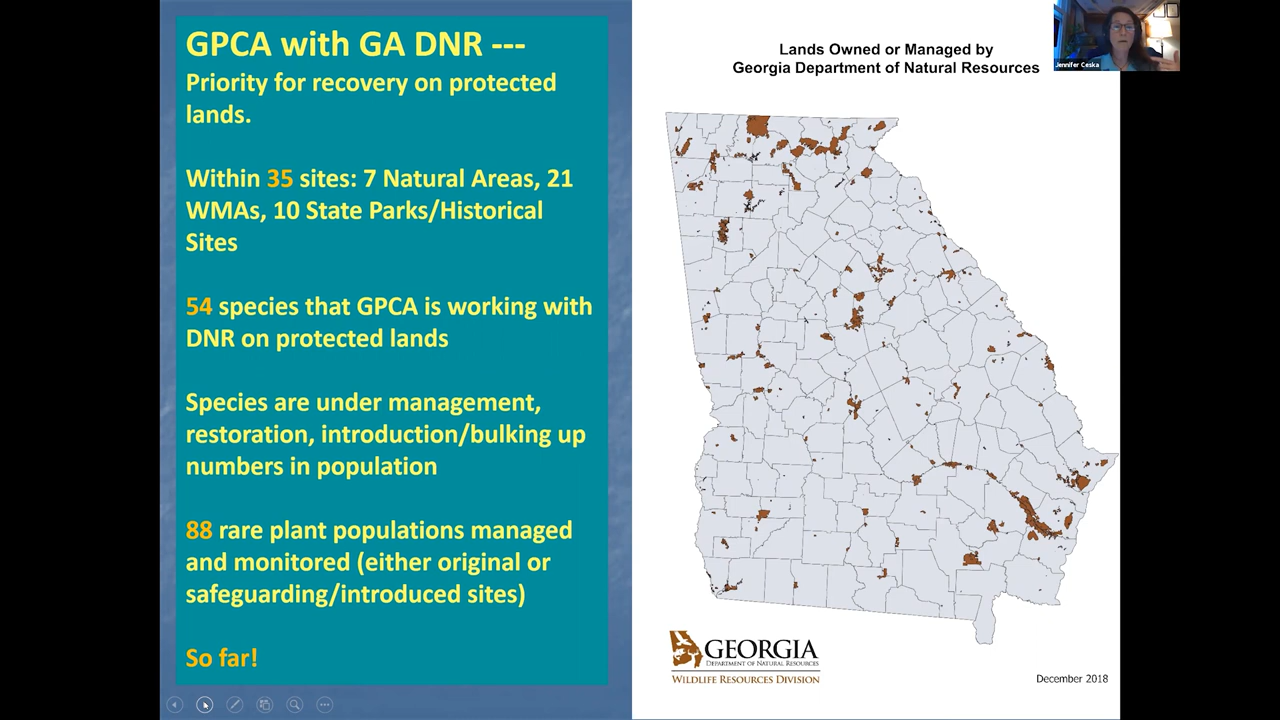 GPCA with GA DNR ---
Priority for recovery on protected
lands.
Within 35 sites: 7 Natural Areas, 21
WMAs, 10 State Parks/Historical
Sites
54 species that GPCA is working with
DNR on protected lands
Species are under management,
restoration, introduction/bulking up
numbers in population
88 rare plant populations managed
and monitored (either original or
safeguarding/introduced sites)
So far!
Lands Owned or Managed by
Georgia Department of Natural Resources
GEORGIA
DEPARTMENT OF NATURAL RESOURCES
WILDLIFE RESOURCES DIVISION
December 2018
Jennifer Ceska